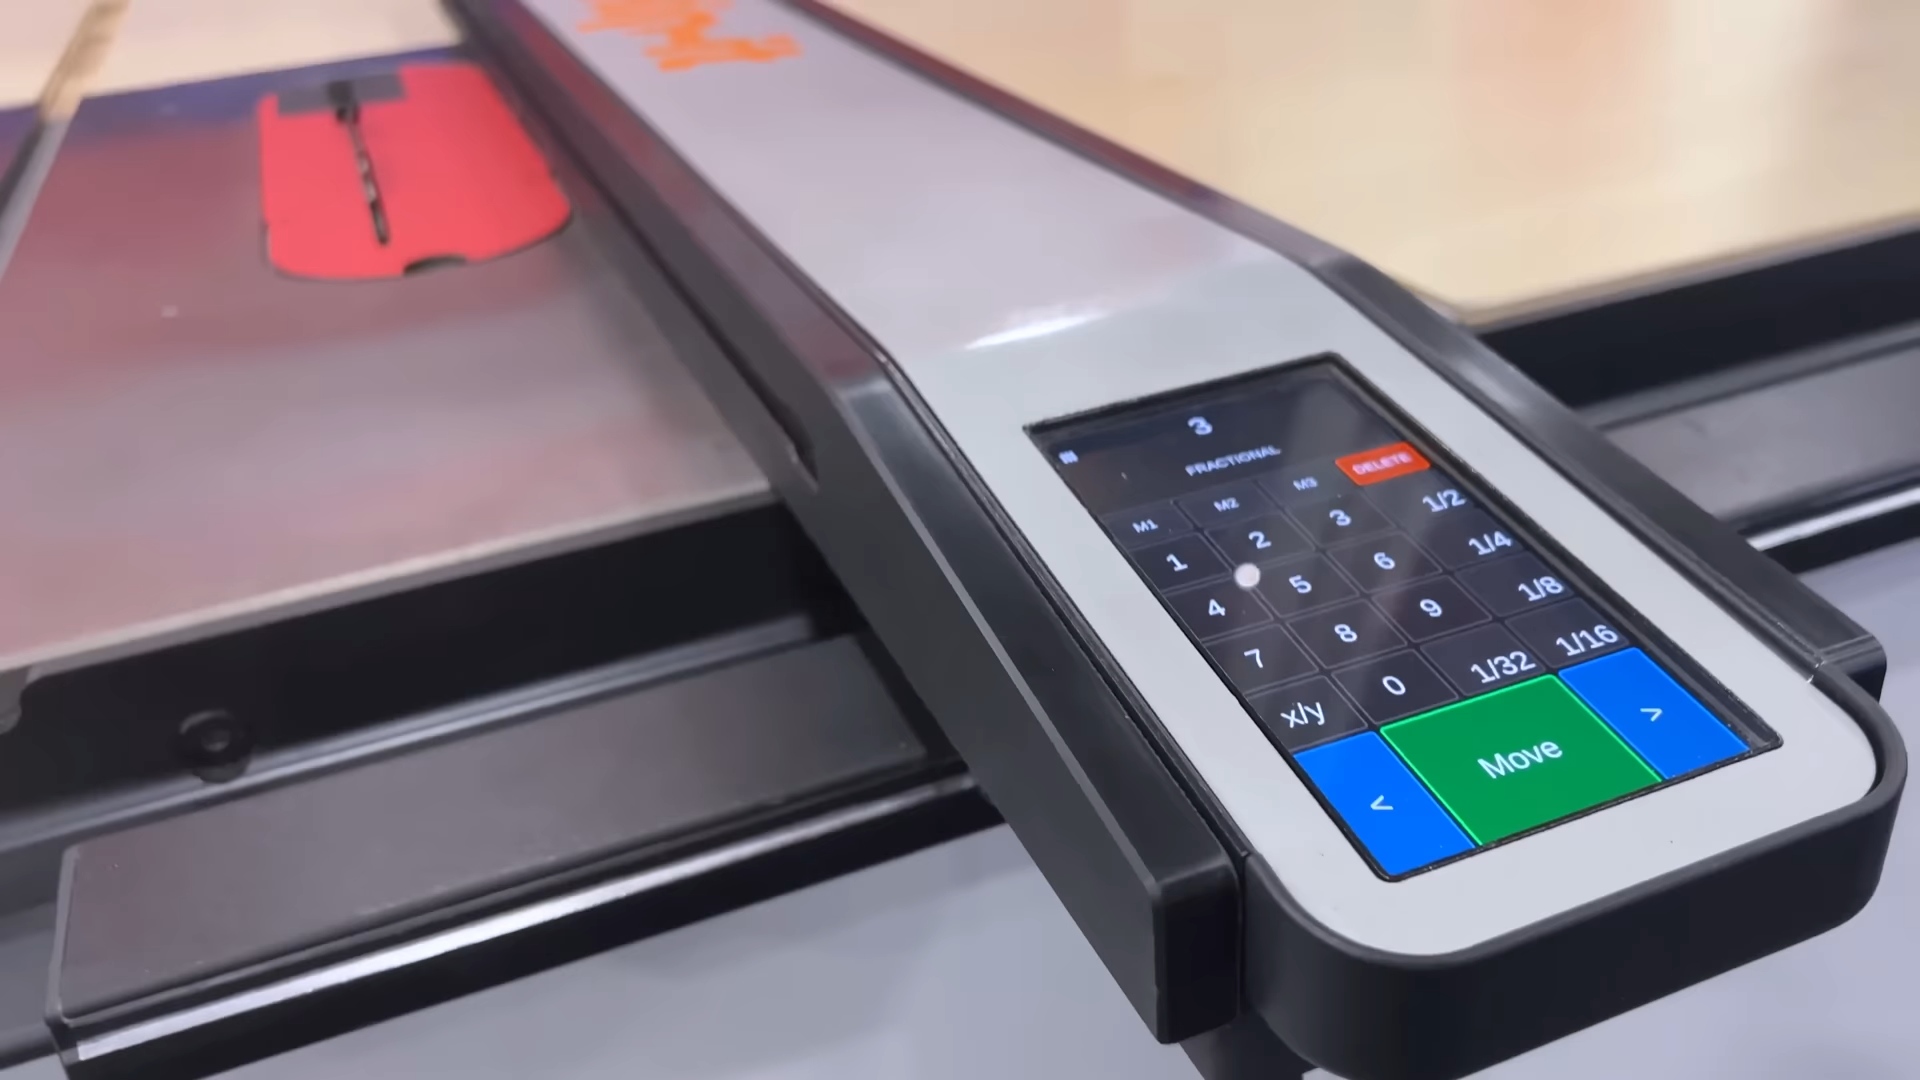 3
FRACTIONAL
DELETE
M1 M2 M3
1 2 3 1/2
4 5 6 1/4
7 8 9 1/8
x/y 0 1/32 1/16
< Move >